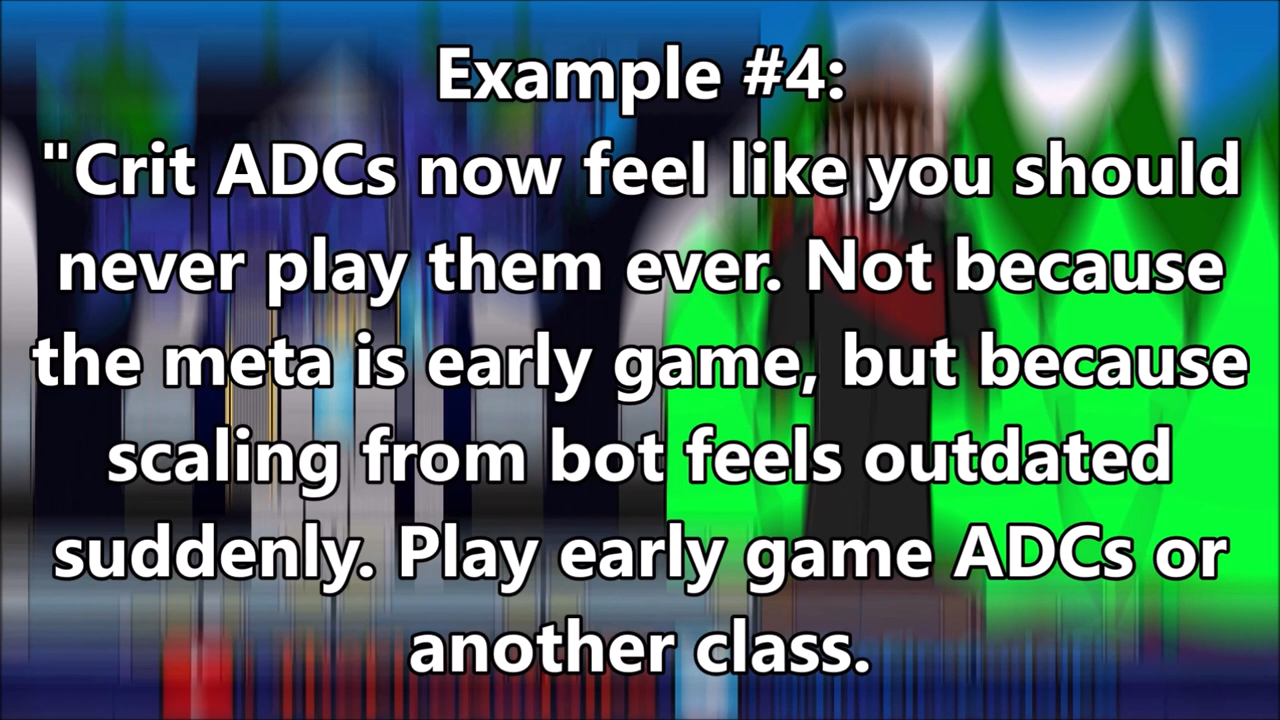 Example #4:
"Crit ADCs now feel like you should
never play them ever. Not because
the meta is early game, but because
scaling from bot feels outdated
suddenly. Play early game ADCs or
another class.